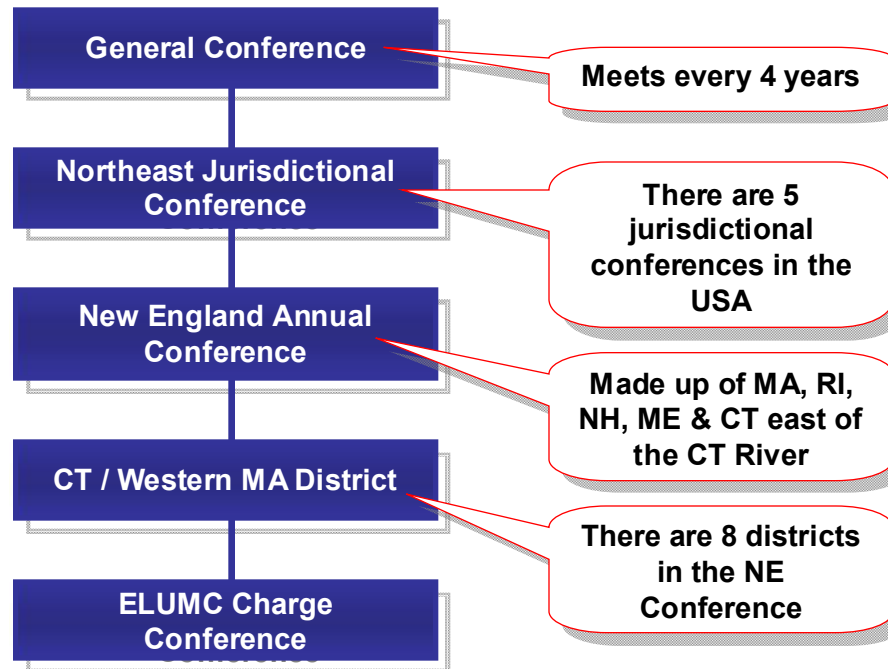 General Conference
Meets every 4 years
Northeast Jurisdictional
Conference
There are 5
jurisdictional
conferences in the
USA
New England Annual
Conference
Made up of MA, RI,
NH, ME & CT east of
the CT River
CT / Western MA District
There are 8 districts
in the NE
Conference
ELUMC Charge
Conference